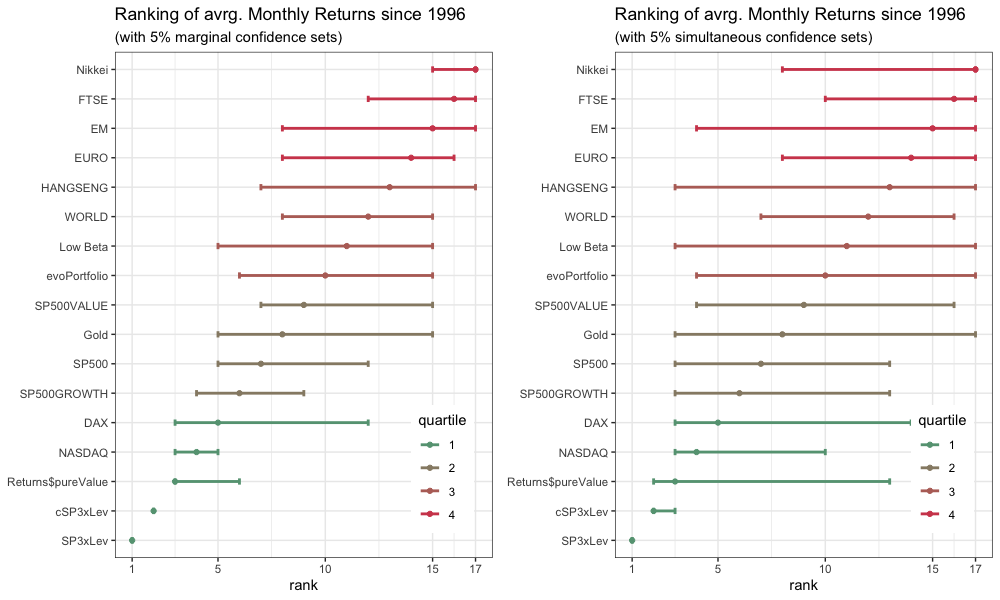 Ranking of avrg. Monthly Returns since 1996
(with 5% marginal confidence sets)
Nikkei
FTSE
EM
EURO
HANGSENG
WORLD
Low Beta
evoPortfolio
SP500VALUE
Gold
SP500
SP500GROWTH
DAX
NASDAQ
Returns$pureValue
cSP3xLev
SP3xLev
quartile
1
2
3
4
1 5 10 15 17
rank
Ranking of avrg. Monthly Returns since 1996
(with 5% simultaneous confidence sets)
Nikkei
FTSE
EM
EURO
HANGSENG
WORLD
Low Beta
evoPortfolio
SP500VALUE
Gold
SP500
SP500GROWTH
DAX
NASDAQ
Returns$pureValue
cSP3xLev
SP3xLev
quartile
1
2
3
4
1 5 10 15 17
rank